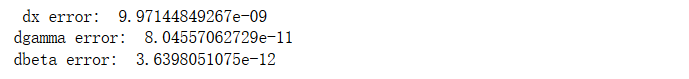 dx error:  9.97144849267e-09
dgamma error:  8.04557062729e-11
dbeta error:  3.6398051075e-12